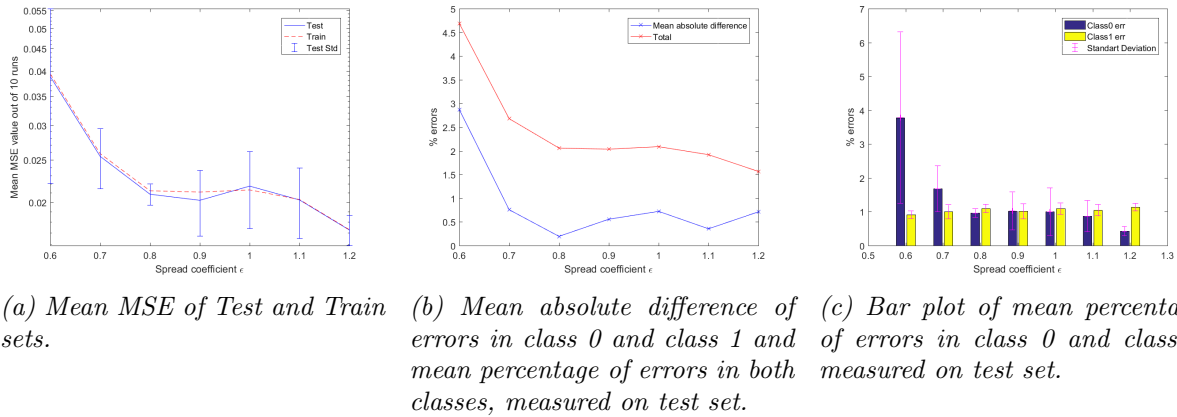 0.055
0.05
0.045
0.04
0.035
0.03
0.025
0.02
Mean MSE value out of 10 runs
Test
Train
Test Std
0.6 0.7 0.8 0.9 1 1.1 1.2
Spread coefficient ϵ
5
4.5
4
3.5
3
2.5
2
1.5
1
0.5
0
% errors
Mean absolute difference
Total
0.6 0.7 0.8 0.9 1 1.1 1.2
Spread coefficient ϵ
7
6
5
4
3
2
1
0
% errors
Class0 err
Class1 err
Standart Deviation
0.5 0.6 0.7 0.8 0.9 1 1.1 1.2 1.3
Spread coefficient ϵ
(a) Mean MSE of Test and Train
sets.
(b) Mean absolute difference of
errors in class 0 and class 1 and
mean percentage of errors in both
classes, measured on test set.
(c) Bar plot of mean percenta
of errors in class 0 and class
measured on test set.